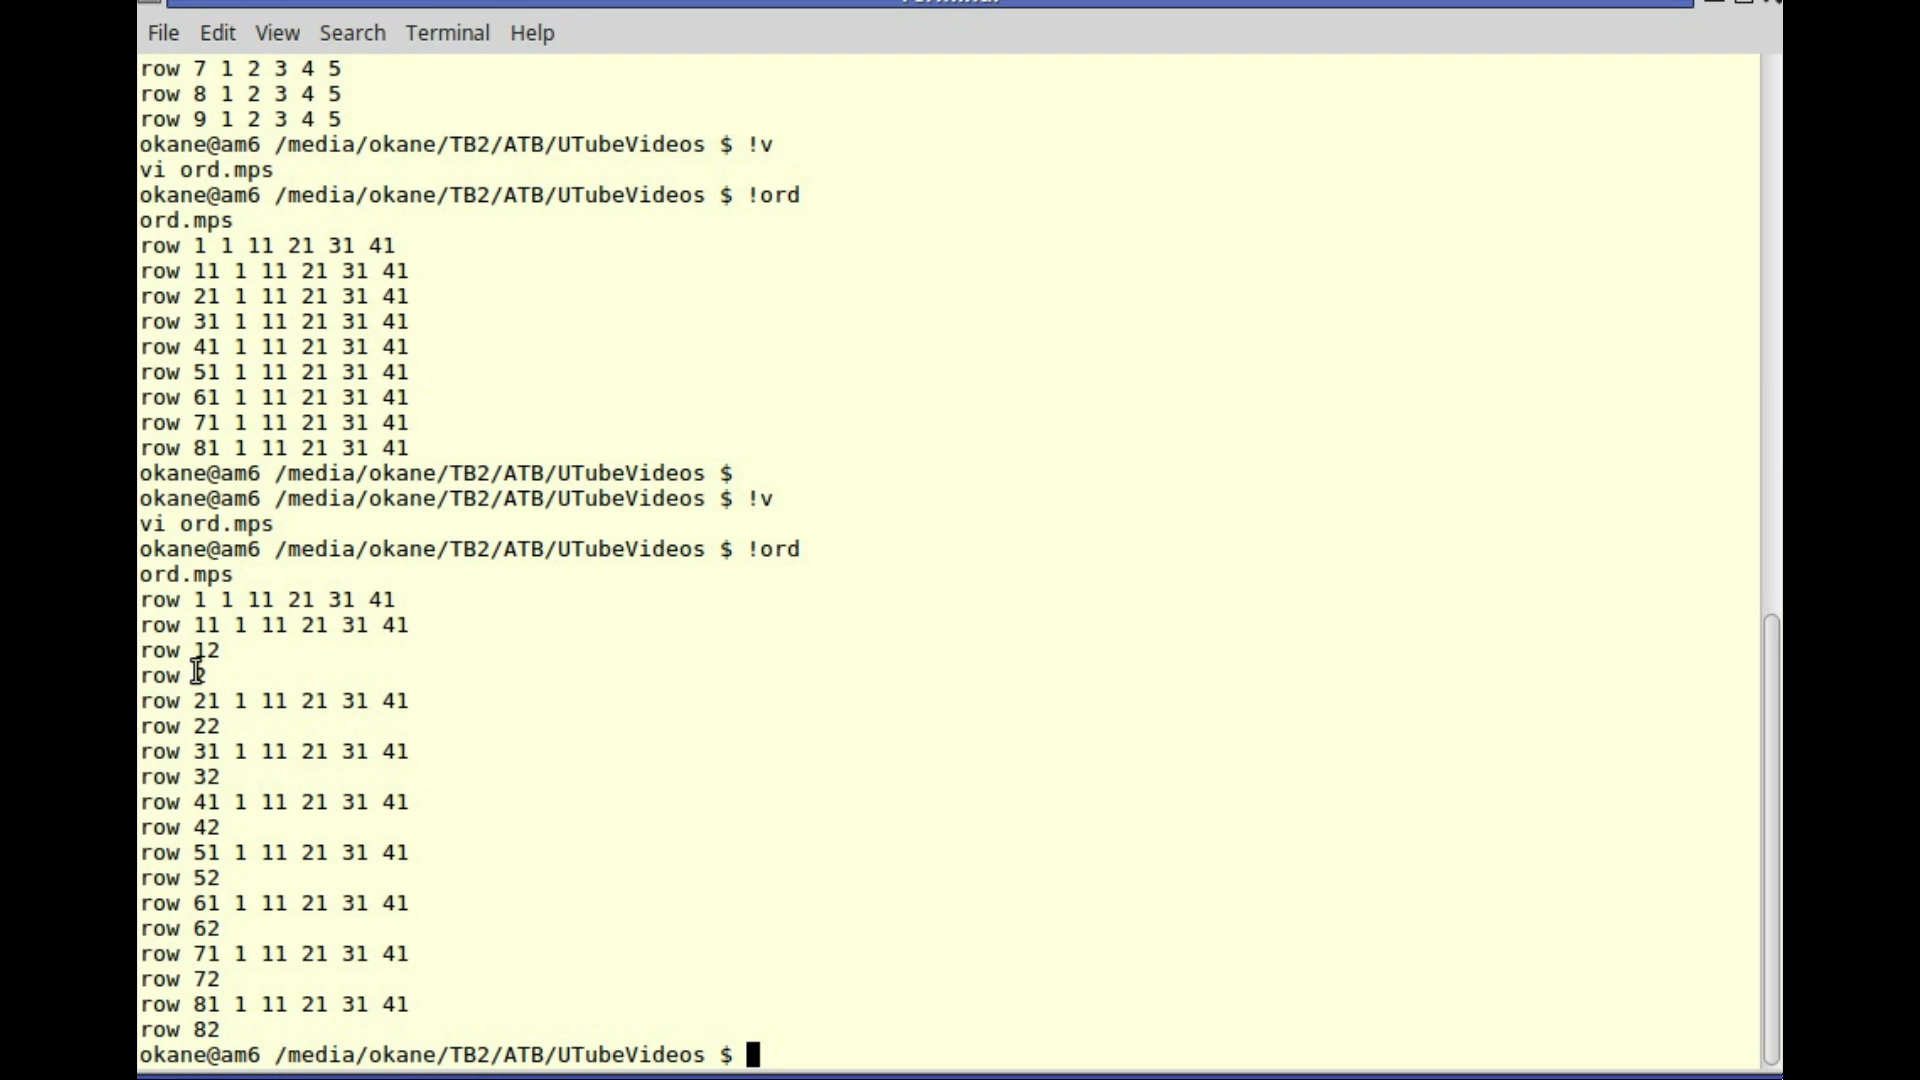 File Edit View Search Terminal Help
row 7 1 2 3 4 5
row 8 1 2 3 4 5
row 9 1 2 3 4 5
okane@am6 /media/okane/TB2/ATB/UTubeVideos $ !v
vi ord.mps
okane@am6 /media/okane/TB2/ATB/UTubeVideos $ !ord
ord.mps
row 1 1 11 21 31 41
row 11 1 11 21 31 41
row 21 1 11 21 31 41
row 31 1 11 21 31 41
row 41 1 11 21 31 41
row 51 1 11 21 31 41
row 61 1 11 21 31 41
row 71 1 11 21 31 41
row 81 1 11 21 31 41
okane@am6 /media/okane/TB2/ATB/UTubeVideos $
okane@am6 /media/okane/TB2/ATB/UTubeVideos $ !v
vi ord.mps
okane@am6 /media/okane/TB2/ATB/UTubeVideos $ !ord
ord.mps
row 1 1 11 21 31 41
row 11 1 11 21 31 41
row 12
row 2
row 21 1 11 21 31 41
row 22
row 31 1 11 21 31 41
row 32
row 41 1 11 21 31 41
row 42
row 51 1 11 21 31 41
row 52
row 61 1 11 21 31 41
row 62
row 71 1 11 21 31 41
row 72
row 81 1 11 21 31 41
row 82
okane@am6 /media/okane/TB2/ATB/UTubeVideos $